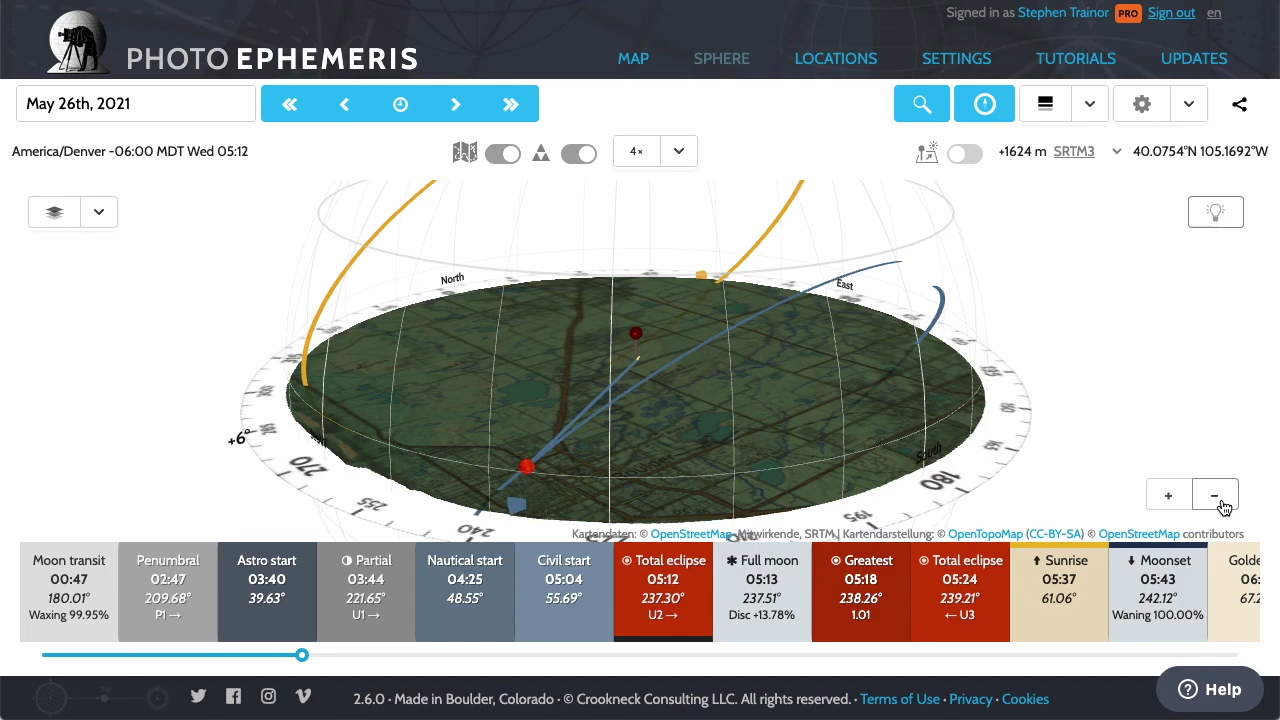 Signed in as Stephen Trainor PRO Sign out en
PHOTO EPHEMERIS
MAP SPHERE LOCATIONS SETTINGS TUTORIALS UPDATES
May 26th, 2021
America/Denver -06:00 MDT Wed 05:12
4×
+1624 m SRTM3
40.0754°N 105.1692°W
North
East
+6°
South
270
255
240
180
165
195
+
−
Kartendaten: © OpenStreetMap-Mitwirkende, SRTM | Kartendarstellung: © OpenTopoMap (CC-BY-SA) © OpenStreetMap contributors
Moon transit
00:47
180.01°
Waxing 99.95%
Penumbral
02:47
209.68°
P1 →
Astro start
03:40
39.63°
Partial
03:44
221.65°
U1 →
Nautical start
04:25
48.55°
Civil start
05:04
55.69°
Total eclipse
05:12
237.30°
U2 →
Full moon
05:13
237.51°
Disc +13.78%
Greatest
05:18
238.26°
1.01
Total eclipse
05:24
239.21°
← U3
Sunrise
05:37
61.06°
Moonset
05:43
242.12°
Waning 100.00%
Golde
06:
67.2
2.6.0 · Made in Boulder, Colorado · © Crookneck Consulting LLC. All rights reserved. · Terms of Use · Privacy · Cookies
Help